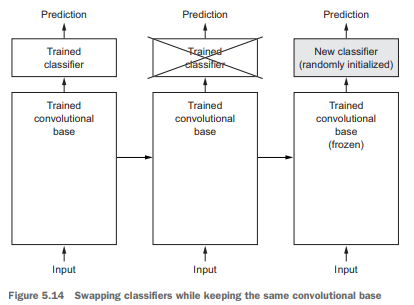 Prediction
Prediction
Prediction
Trained
classifier
Trained
classifier
New classifier
(randomly initialized)
Trained
convolutional
base
Trained
convolutional
base
Trained
convolutional
base
(frozen)
Input
Input
Input
Figure 5.14 Swapping classifiers while keeping the same convolutional base